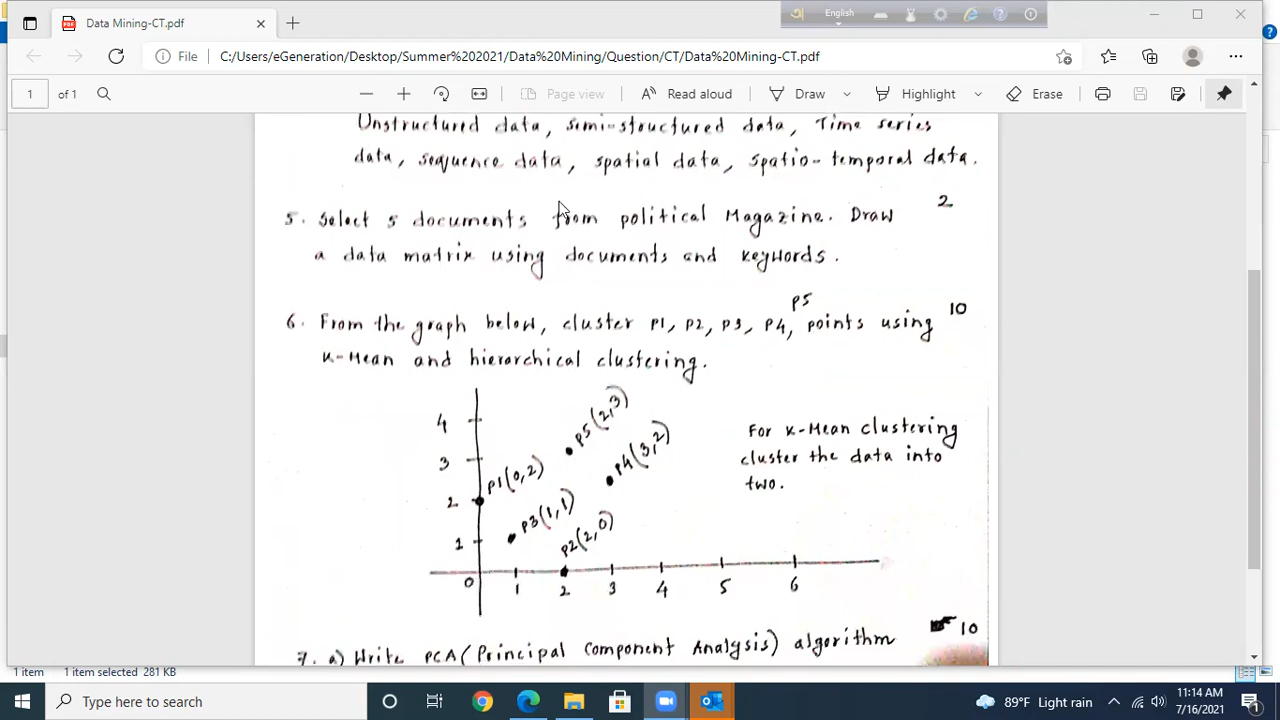 Data Mining-CT.pdf
English
File C:/Users/eGeneration/Desktop/Summer%202021/Data%20Mining/Question/CT/Data%20Mining-CT.pdf
1 of 1 Page view Read aloud Draw Highlight Erase
Unstructured data, semi-structured data, Time series
data, sequence data, spatial data, spatio-temporal data.
5. Select 5 documents from political Magazine. Draw 2
a data matrix using documents and keywords.
P5
6. From the graph below, cluster P1, P2, P3, P4, points using 10
K-Mean and hierarchical clustering.
4
P5(2,3)
For K-Mean clustering
3
P4(3,2)
cluster the data into
P1(0,2)
two.
2
P3(1,1)
1
P2(2,0)
0 1 2 3 4 5 6
10
7. a) Write PCA(Principal Component Analysis) algorithm
1 item 1 item selected 281 KB
Type here to search
89°F Light rain
11:14 AM
7/16/2021